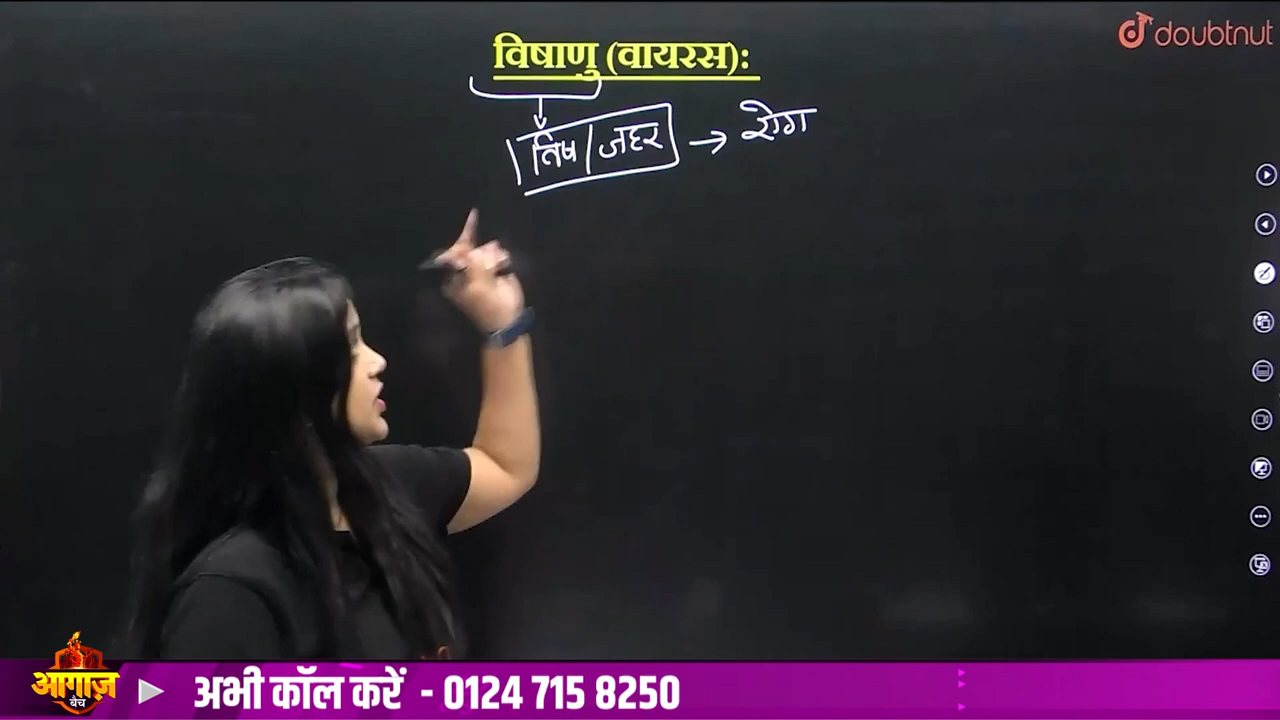 doubtnut
विषाणु (वायरस):
विष/जहर → रोग
आगाज़
बैच
अभी कॉल करें - 0124 715 8250